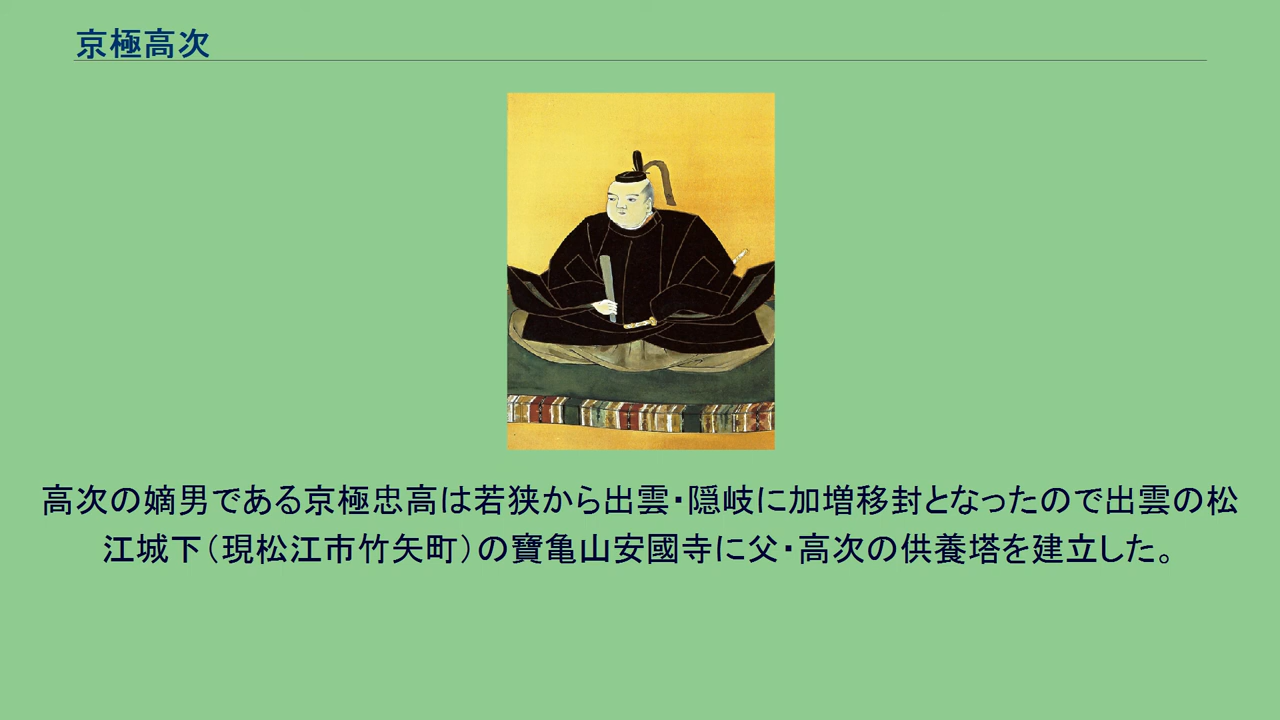 京極高次
高次の嫡男である京極忠高は若狭から出雲・隠岐に加増移封となったので出雲の松
江城下（現松江市竹矢町）の寶亀山安國寺に父・高次の供養塔を建立した。